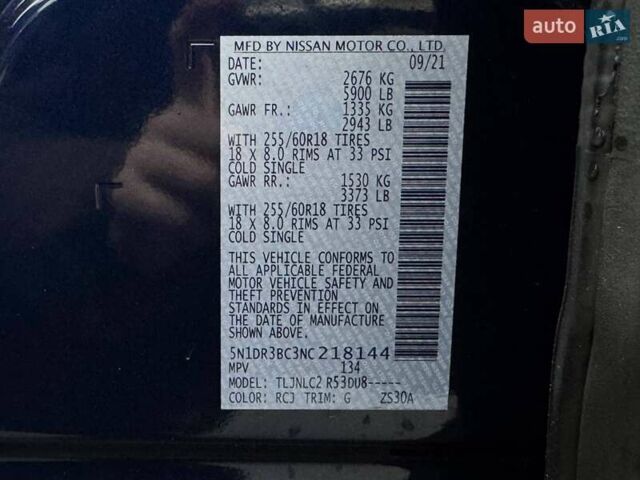 auto RIA.com
MFD BY NISSAN MOTOR CO., LTD.
DATE: 09/21
GVWR: 2676 KG
5900 LB
GAWR FR.: 1335 KG
2943 LB
WITH 255/60R18 TIRES
18 X 8.0 RIMS AT 33 PSI
COLD SINGLE
GAWR RR.: 1530 KG
3373 LB
WITH 255/60R18 TIRES
18 X 8.0 RIMS AT 33 PSI
COLD SINGLE
THIS VEHICLE CONFORMS TO
ALL APPLICABLE FEDERAL
MOTOR VEHICLE SAFETY AND
THEFT PREVENTION
STANDARDS IN EFFECT ON
THE DATE OF MANUFACTURE
SHOWN ABOVE.
5N1DR3BC3NC218144
MPV 134
MODEL: TLJNLC2 R53DU8-----
COLOR: RCJ TRIM: G ZS30A